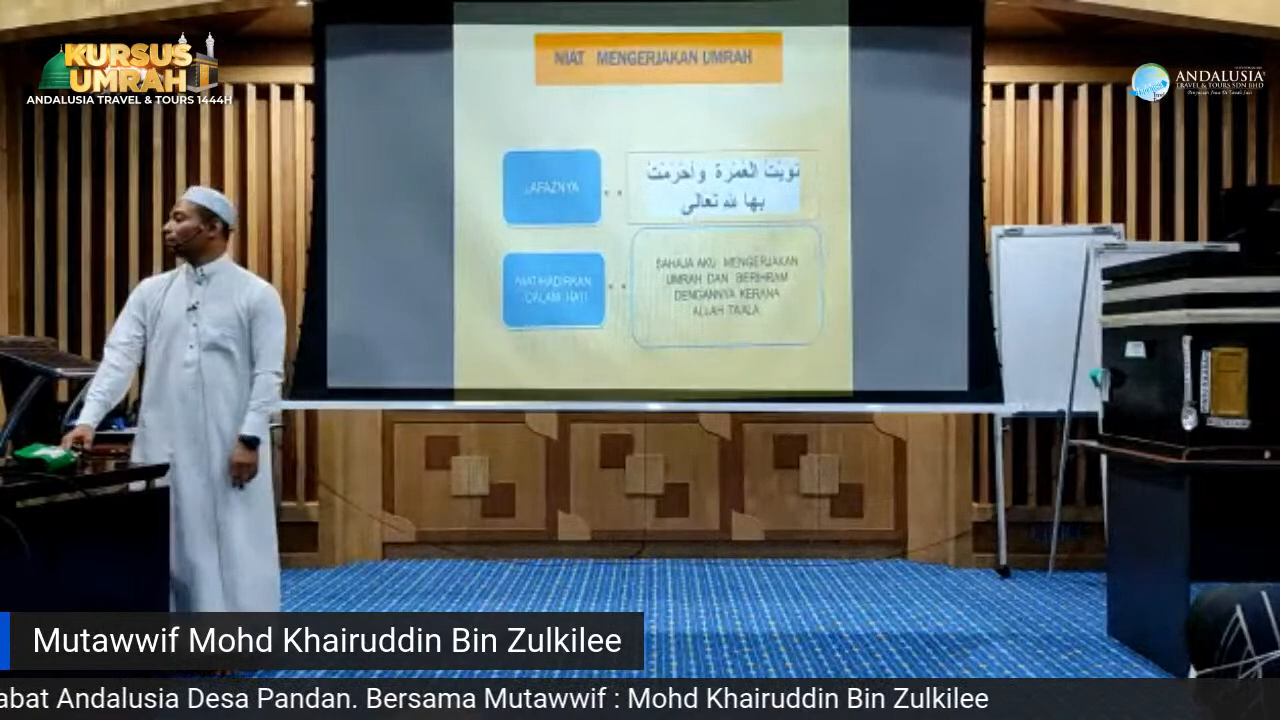 KURSUS
UMRAH
ANDALUSIA TRAVEL & TOURS 1444H
ANDALUSIA
TRAVEL & TOURS SDN BHD
NIAT MENGERJAKAN UMRAH
LAFAZNYA
نويت العمرة وأحرمت
بها لله تعالى
NIAT/HADIRKAN
DALAM HATI
SAHAJA AKU MENGERJAKAN
UMRAH DAN BERIHRAM
DENGANNYA KERANA
ALLAH TAALA
Mutawwif Mohd Khairuddin Bin Zulkilee
abat Andalusia Desa Pandan. Bersama Mutawwif : Mohd Khairuddin Bin Zulkilee